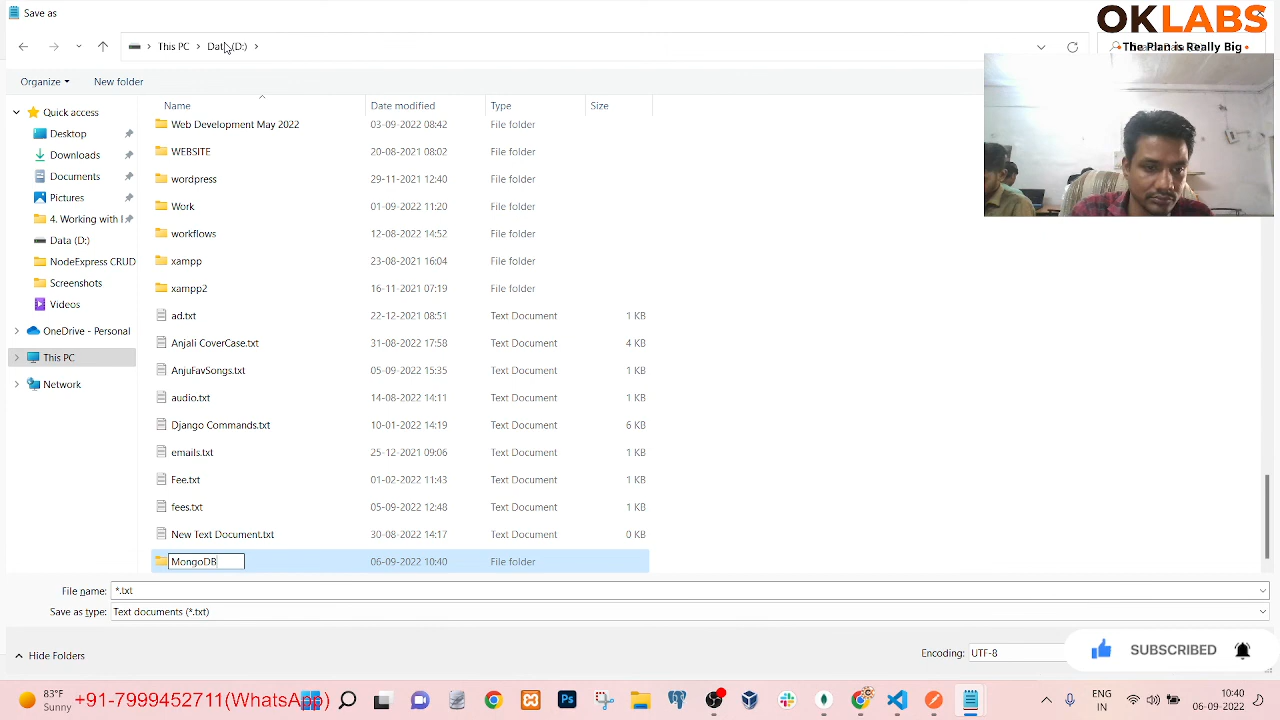 Save as
OKLABS
This PC > Data (D:) >
• The Plan is Really Big •
Organize
New folder
Name
Date modified
Type
Size
Quick access
Desktop
Downloads
Documents
Pictures
4. Working with
Data (D:)
NodeExpress CRUD
Screenshots
Videos
OneDrive - Personal
This PC
Network
Web Development May 2022 03-09-2022 08:42 File folder
WEBSITE 20-08-2021 08:02 File folder
wordpress 29-11-2021 12:40 File folder
Work 01-09-2022 11:20 File folder
workflows 12-08-2022 14:52 File folder
xampp 23-08-2021 16:04 File folder
xampp2 16-11-2021 07:19 File folder
ad.txt 22-12-2021 08:51 Text Document 1 KB
Anjali CoverCase.txt 31-08-2022 17:58 Text Document 4 KB
AnjuFavSongs.txt 05-09-2022 15:35 Text Document 1 KB
audio.txt 14-08-2022 14:11 Text Document 1 KB
Django Commands.txt 10-01-2022 14:19 Text Document 6 KB
emails.txt 25-12-2021 09:06 Text Document 1 KB
Fee.txt 01-02-2022 11:43 Text Document 1 KB
fees.txt 05-09-2022 12:48 Text Document 1 KB
New Text Document.txt 30-08-2022 14:17 Text Document 0 KB
MongoDB 06-09-2022 10:40 File folder
File name: *.txt
Save as type: Text documents (*.txt)
Hide Folders
Encoding: UTF-8
SUBSCRIBED
83°F
Sunny
+91-7999452711(WhatsApp)
ENG
IN
10:40
06-09-2022